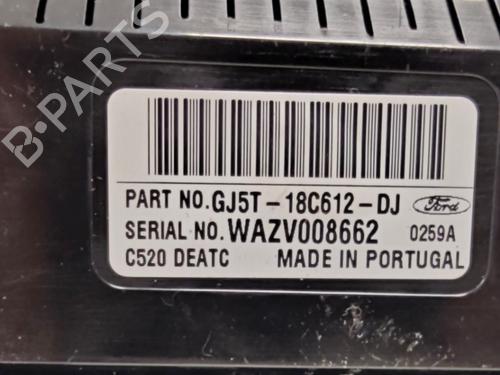 B-PARTS
PART NO.GJ5T-18C612-DJ Ford
SERIAL NO.WAZV008662 0259A
C520 DEATC MADE IN PORTUGAL